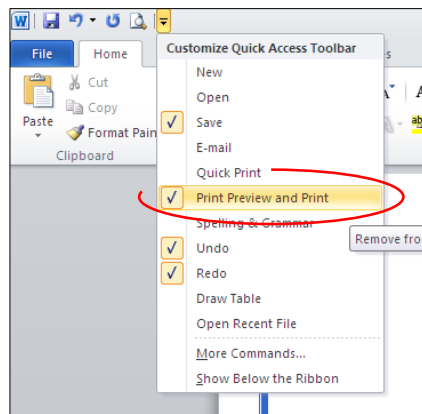 W
File Home
Customize Quick Access Toolbar
New
Open
Cut
Copy
Save
Paste
Format Pain
E-mail
Clipboard
Quick Print
Print Preview and Print
Spelling & Grammar
Remove fro
Undo
Redo
Draw Table
Open Recent File
More Commands...
Show Below the Ribbon